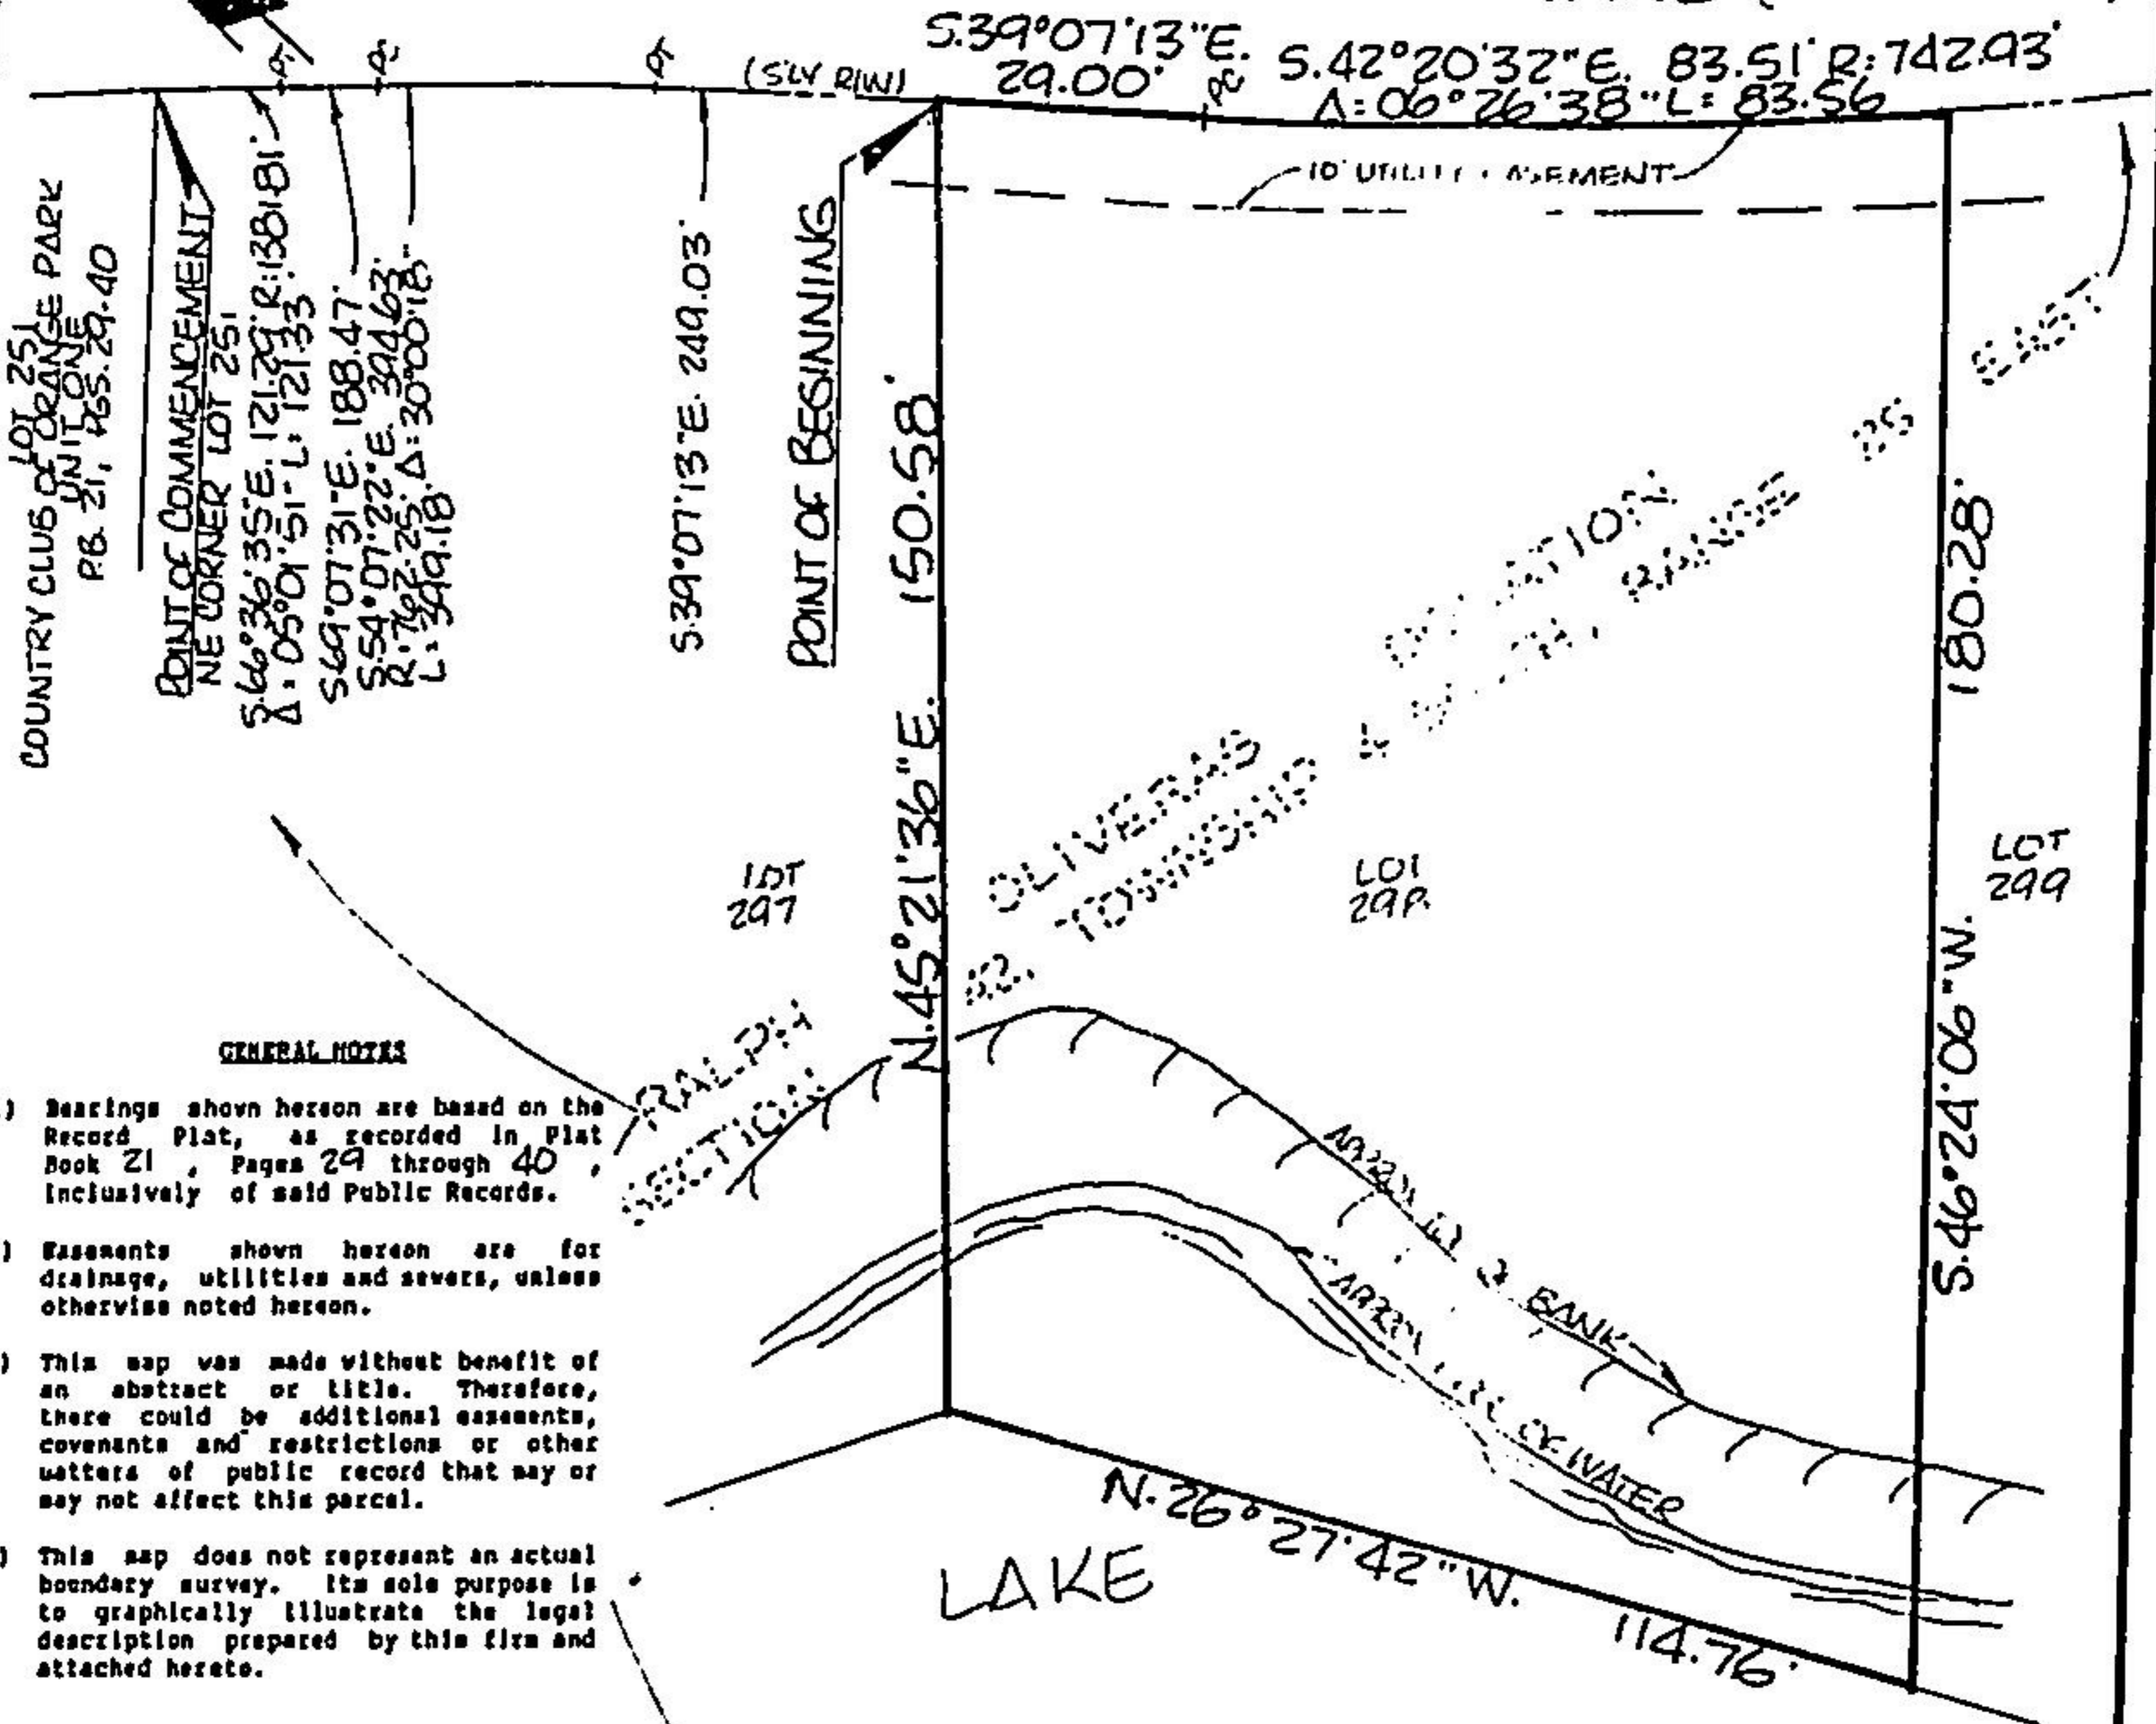 S.39°07'13"E.
29.00'
S.42°20'32"E. 83.51' R:742.93'
Δ:06°26'38" L: 83.56
(S'LY R/W)
10' UTILITY EASEMENT
LOT 251
COUNTRY CLUB OF ORANGE PARK
UNIT ONE
P.B. 21, PGS. 29-40
POINT OF COMMENCEMENT
NE CORNER LOT 251
S.66°36'35"E. 121.29' R:1381.81'
Δ:05°01'51" L: 121.33'
S.69°07'31"E. 188.47'
S.54°07'22"E. 394.63'
R:762.25' Δ:30°00'18"
L: 399.18'
S.39°07'13"E. 249.03'
POINT OF BEGINNING
N.45°21'36"E. 150.58'
S.46°24'06"W. 180.28'
RALPH OLIVERAS
SECTION TOWNSHIP RANGE 25 EAST
LOT
297
LOT
298
LOT
299
BANK
OF WATER
N.26°27'42"W. 114.76'
LAKE
GENERAL NOTES
) Bearings shown hereon are based on the
Record Plat, as recorded in Plat
Book 21 , Pages 29 through 40 ,
inclusively of said Public Records.
) Easements shown hereon are for
drainage, utilities and sewers, unless
otherwise noted hereon.
) This map was made without benefit of
an abstract or title. Therefore,
there could be additional easements,
covenants and restrictions or other
matters of public record that may or
may not affect this parcel.
) This map does not represent an actual
boundary survey. Its sole purpose is
to graphically illustrate the legal
description prepared by this firm and
attached hereto.